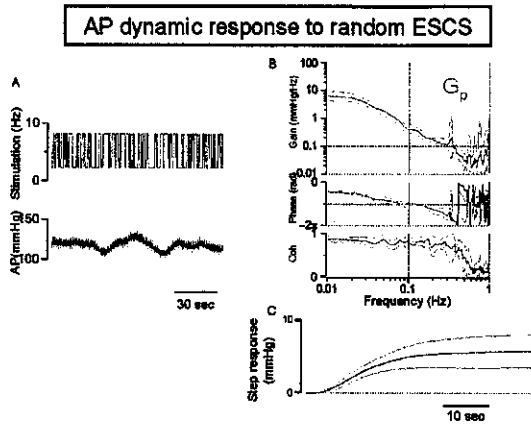 AP dynamic response to random ESCS
A
Stimulation (Hz)
10
0
AP(mmHg)
150
100
30 sec
B
Gain (mmHg/Hz)
100
10
1
0.1
0.01
Gp
Phase (rad)
0
-2
Coh
1
0
0.01
0.1
1
Frequency (Hz)
C
Step response
(mmHg)
10
0
10 sec